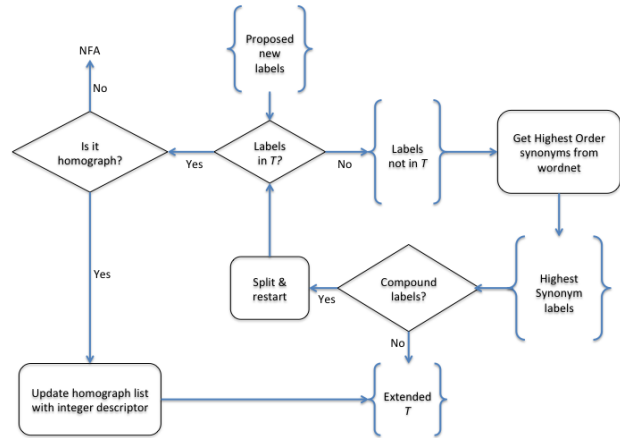 NFA
Proposed
new
labels
No
Is it
homograph?
Yes
Labels
in T?
No
Labels
not in T
Get Highest Order
synonyms from
wordnet
Yes
Split &
restart
Yes
Compound
labels?
Highest
Synonym
labels
No
Update homograph list
with integer descriptor
Extended
T